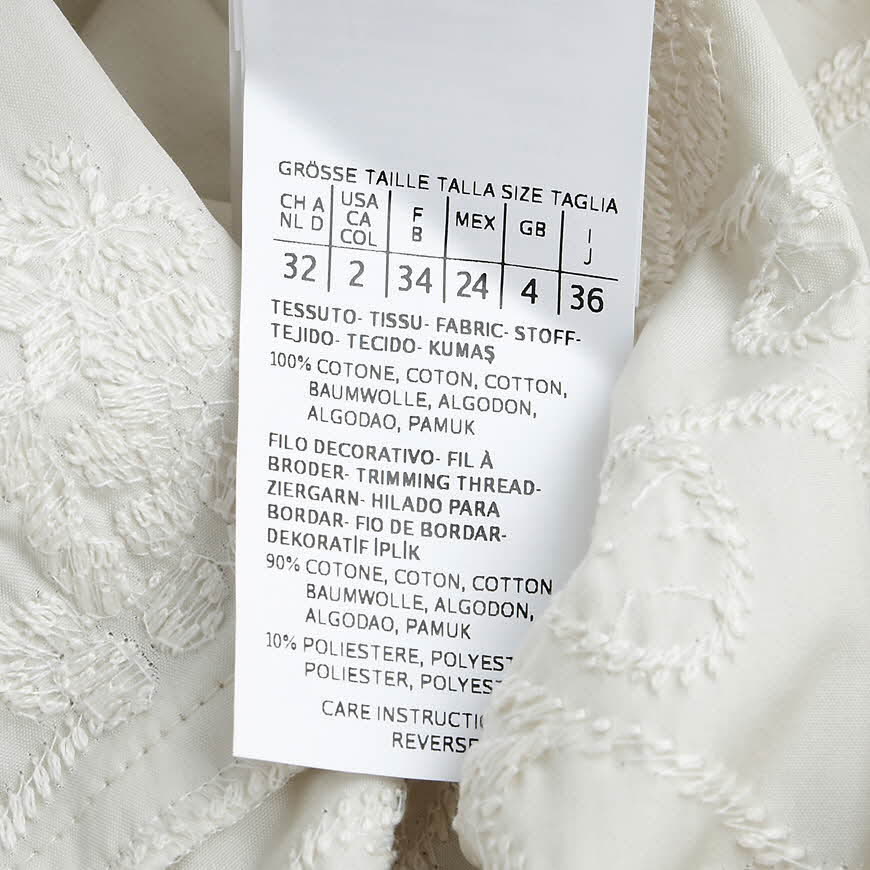 GRÖSSE TAILLE TALLA SIZE TAGLIA
CH A NL D USA CA COL F B MEX GB I J
32 2 34 24 4 36
TESSUTO- TISSU- FABRIC- STOFF-
TEJIDO- TECIDO- KUMAŞ
100% COTONE, COTON, COTTON,
BAUMWOLLE, ALGODON,
ALGODAO, PAMUK
FILO DECORATIVO- FIL À
BRODER- TRIMMING THREAD-
ZIERGARN- HILADO PARA
BORDAR- FIO DE BORDAR-
DEKORATİF İPLİK
90% COTONE, COTON, COTTON
BAUMWOLLE, ALGODON,
ALGODAO, PAMUK
10% POLIESTERE,
POLIESTER,
CARE
REVERSE